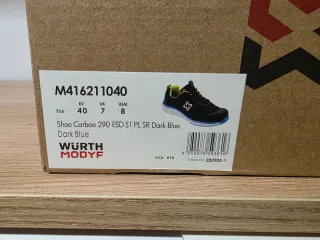 M416211040
EU UK USM
Size 40 7 8
Shoe Carbon 290 ESD S1 PL SR Dark Blue
Dark Blue
WÜRTH
MODYF